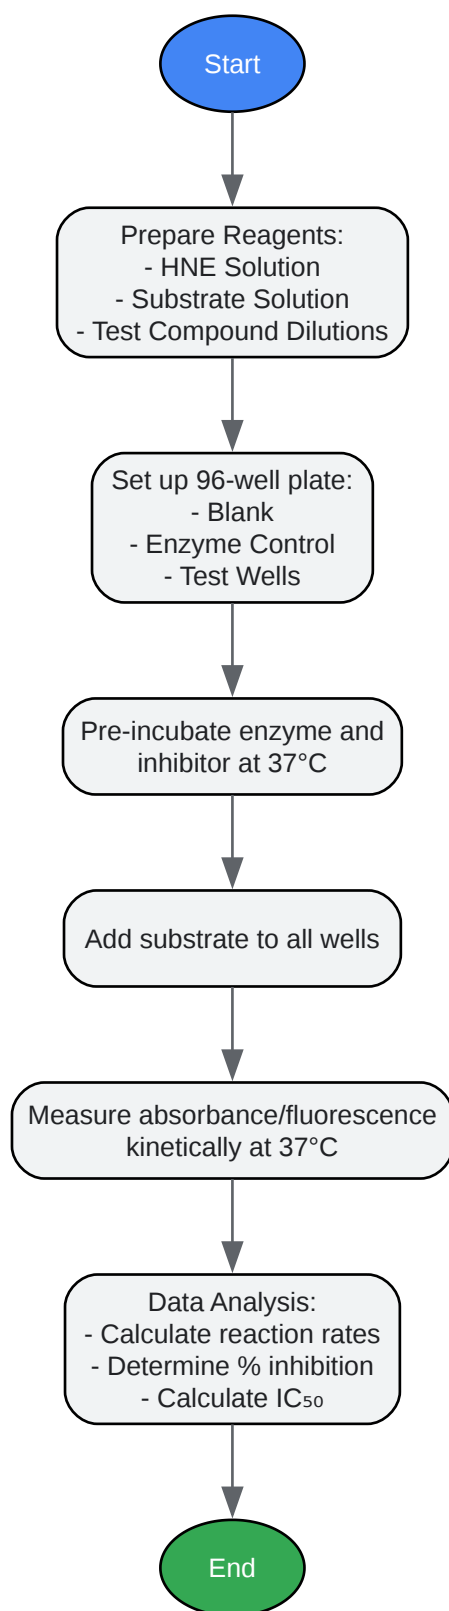 Start
Prepare Reagents:
- HNE Solution
- Substrate Solution
- Test Compound Dilutions
Set up 96-well plate:
- Blank
- Enzyme Control
- Test Wells
Pre-incubate enzyme and
inhibitor at 37°C
Add substrate to all wells
Measure absorbance/fluorescence
kinetically at 37°C
Data Analysis:
- Calculate reaction rates
- Determine % inhibition
- Calculate IC₅₀
End